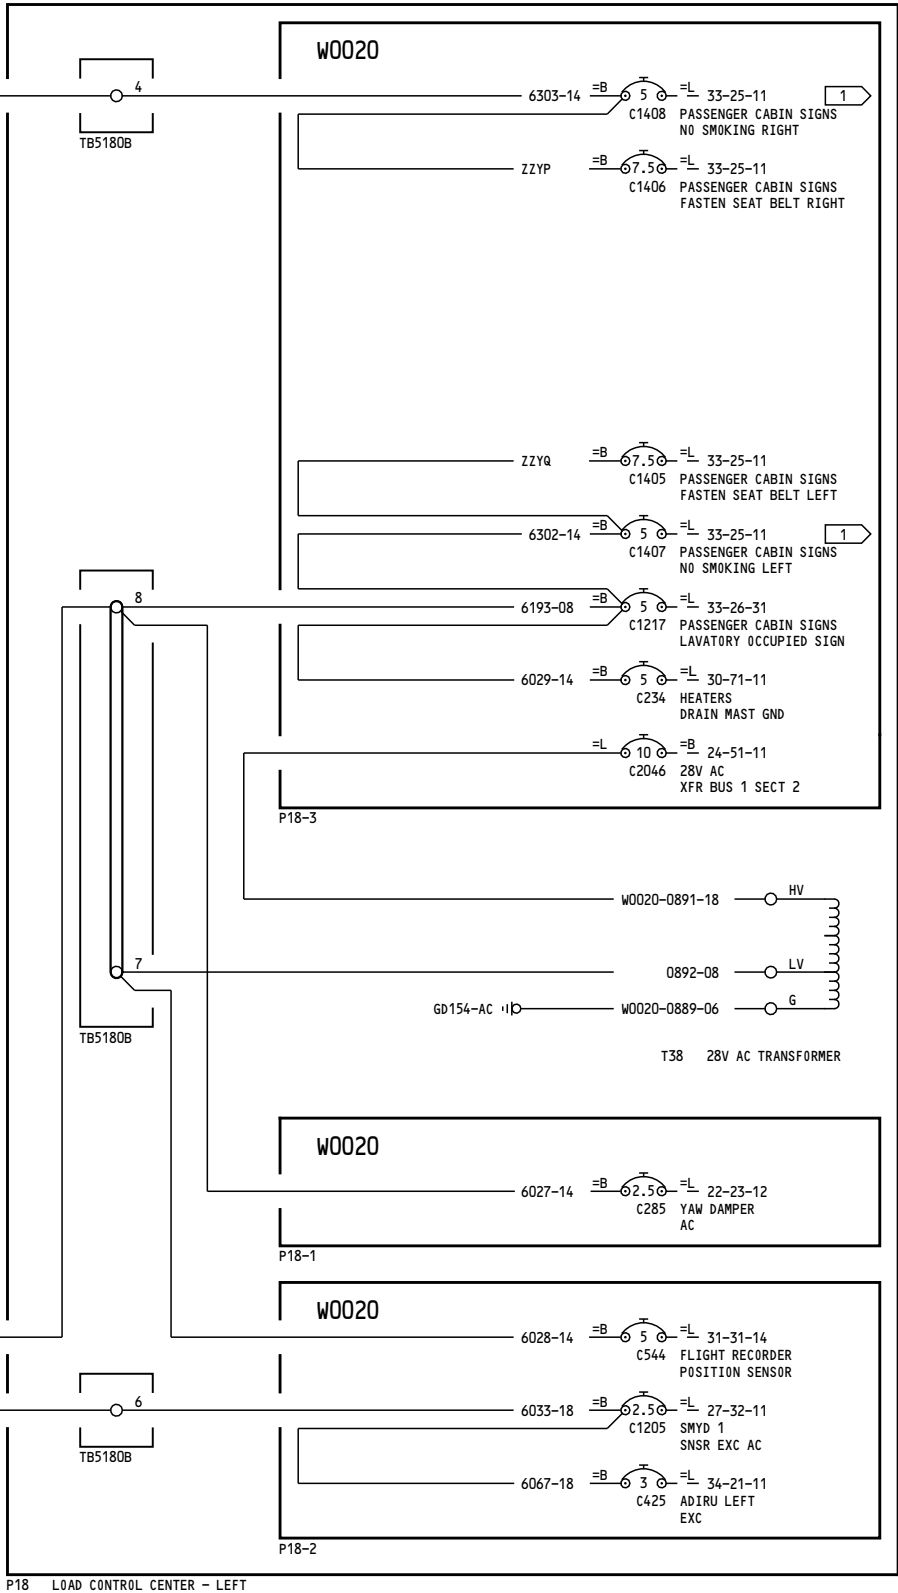 W0020
4
6303-14 =B 5 =L 33-25-11 1
C1408 PASSENGER CABIN SIGNS
NO SMOKING RIGHT
TB5180B
ZZYP =B 7.5 =L 33-25-11
C1406 PASSENGER CABIN SIGNS
FASTEN SEAT BELT RIGHT
ZZYQ =B 7.5 =L 33-25-11
C1405 PASSENGER CABIN SIGNS
FASTEN SEAT BELT LEFT
6302-14 =B 5 =L 33-25-11 1
C1407 PASSENGER CABIN SIGNS
NO SMOKING LEFT
8
6193-08 =B 5 =L 33-26-31
C1217 PASSENGER CABIN SIGNS
LAVATORY OCCUPIED SIGN
6029-14 =B 5 =L 30-71-11
C234 HEATERS
DRAIN MAST GND
=L 10 =B 24-51-11
C2046 28V AC
XFR BUS 1 SECT 2
P18-3
W0020-0891-18 HV
7
0892-08 LV
GD154-AC W0020-0889-06 G
TB5180B
T38 28V AC TRANSFORMER
W0020
6027-14 =B 2.5 =L 22-23-12
C285 YAW DAMPER
AC
P18-1
W0020
6028-14 =B 5 =L 31-31-14
C544 FLIGHT RECORDER
POSITION SENSOR
6
6033-18 =B 2.5 =L 27-32-11
C1205 SMYD 1
SNSR EXC AC
TB5180B
6067-18 =B 3 =L 34-21-11
C425 ADIRU LEFT
EXC
P18-2
P18 LOAD CONTROL CENTER - LEFT